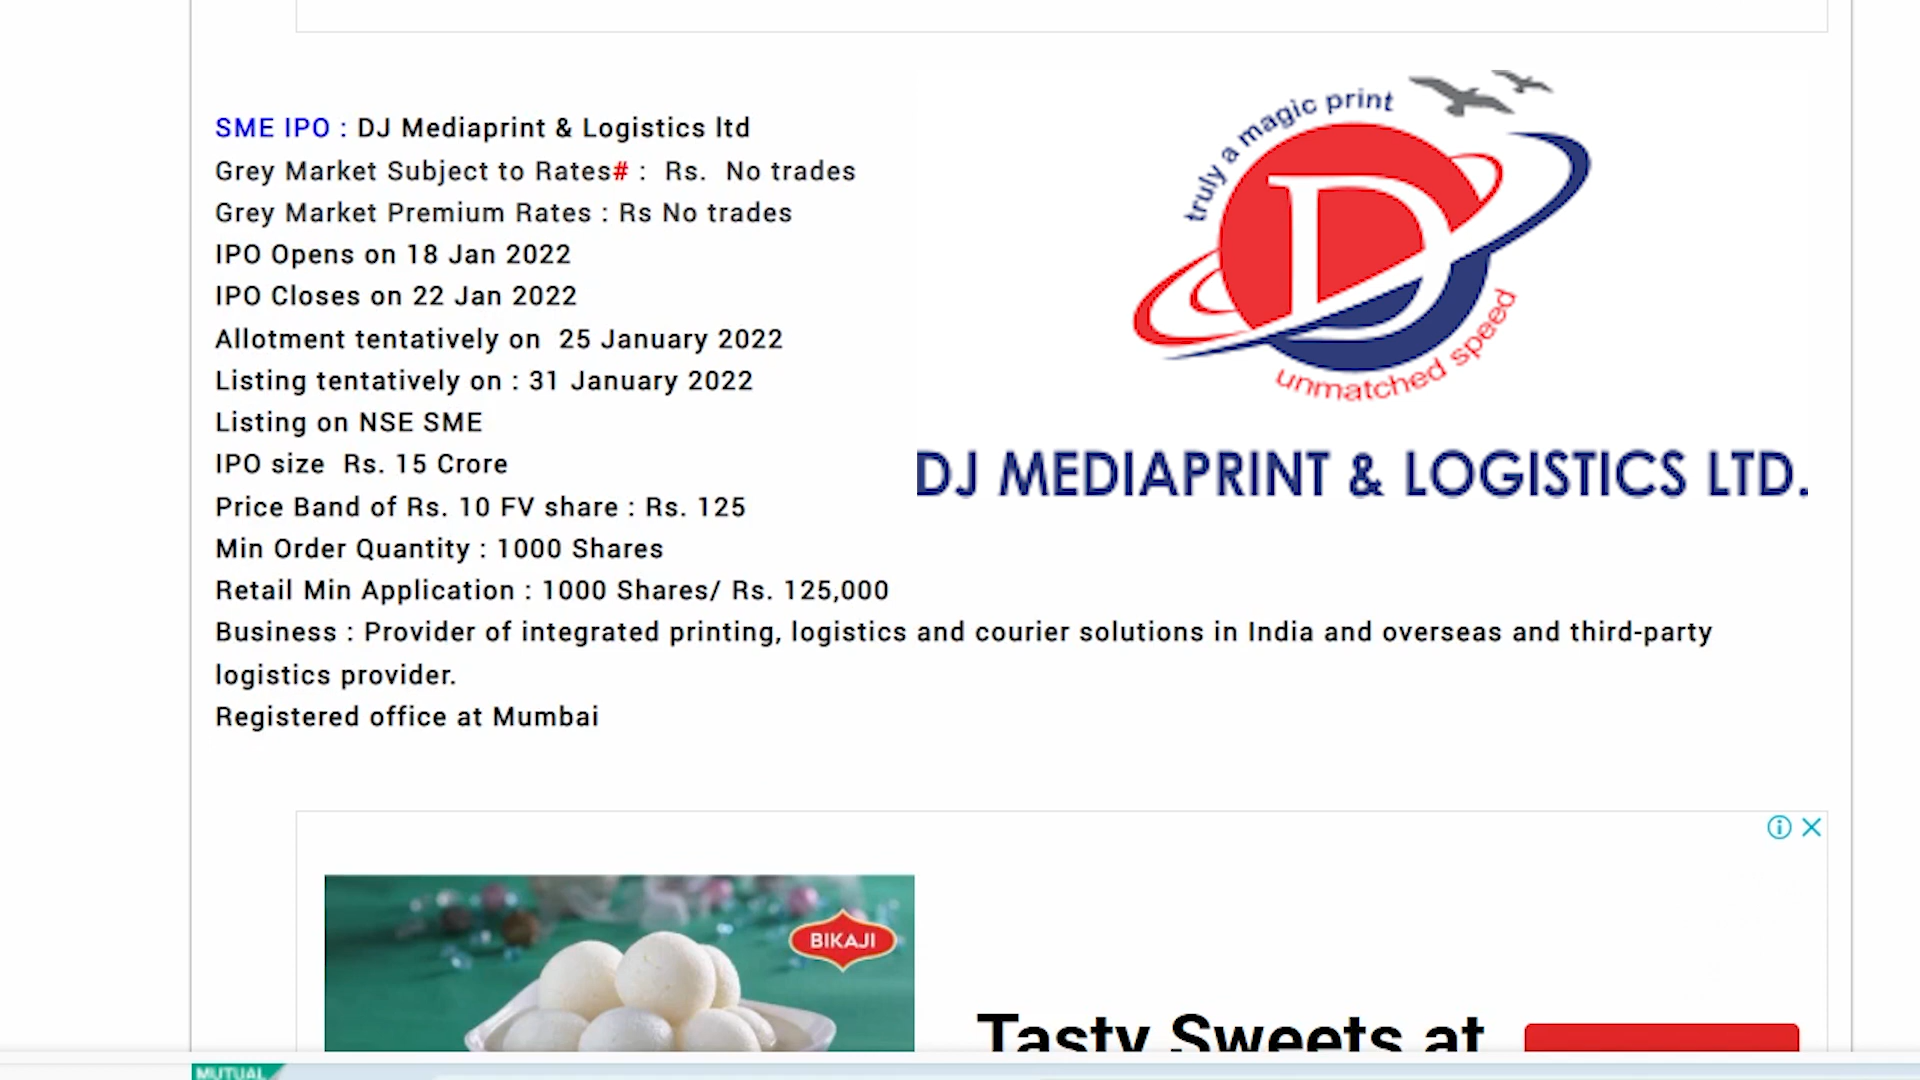 truly a magic print
SME IPO : DJ Mediaprint & Logistics ltd
Grey Market Subject to Rates# : Rs. No trades
Grey Market Premium Rates : Rs No trades
IPO Opens on 18 Jan 2022
IPO Closes on 22 Jan 2022
Allotment tentatively on 25 January 2022
Listing tentatively on : 31 January 2022
Listing on NSE SME
IPO size Rs. 15 Crore
Price Band of Rs. 10 FV share : Rs. 125
Min Order Quantity : 1000 Shares
Retail Min Application : 1000 Shares/ Rs. 125,000
Business : Provider of integrated printing, logistics and courier solutions in India and overseas and third-party
logistics provider.
Registered office at Mumbai
D
unmatched speed
DJ MEDIAPRINT & LOGISTICS LTD.
BIKAJI
Tasty Sweets at
MUTUAL